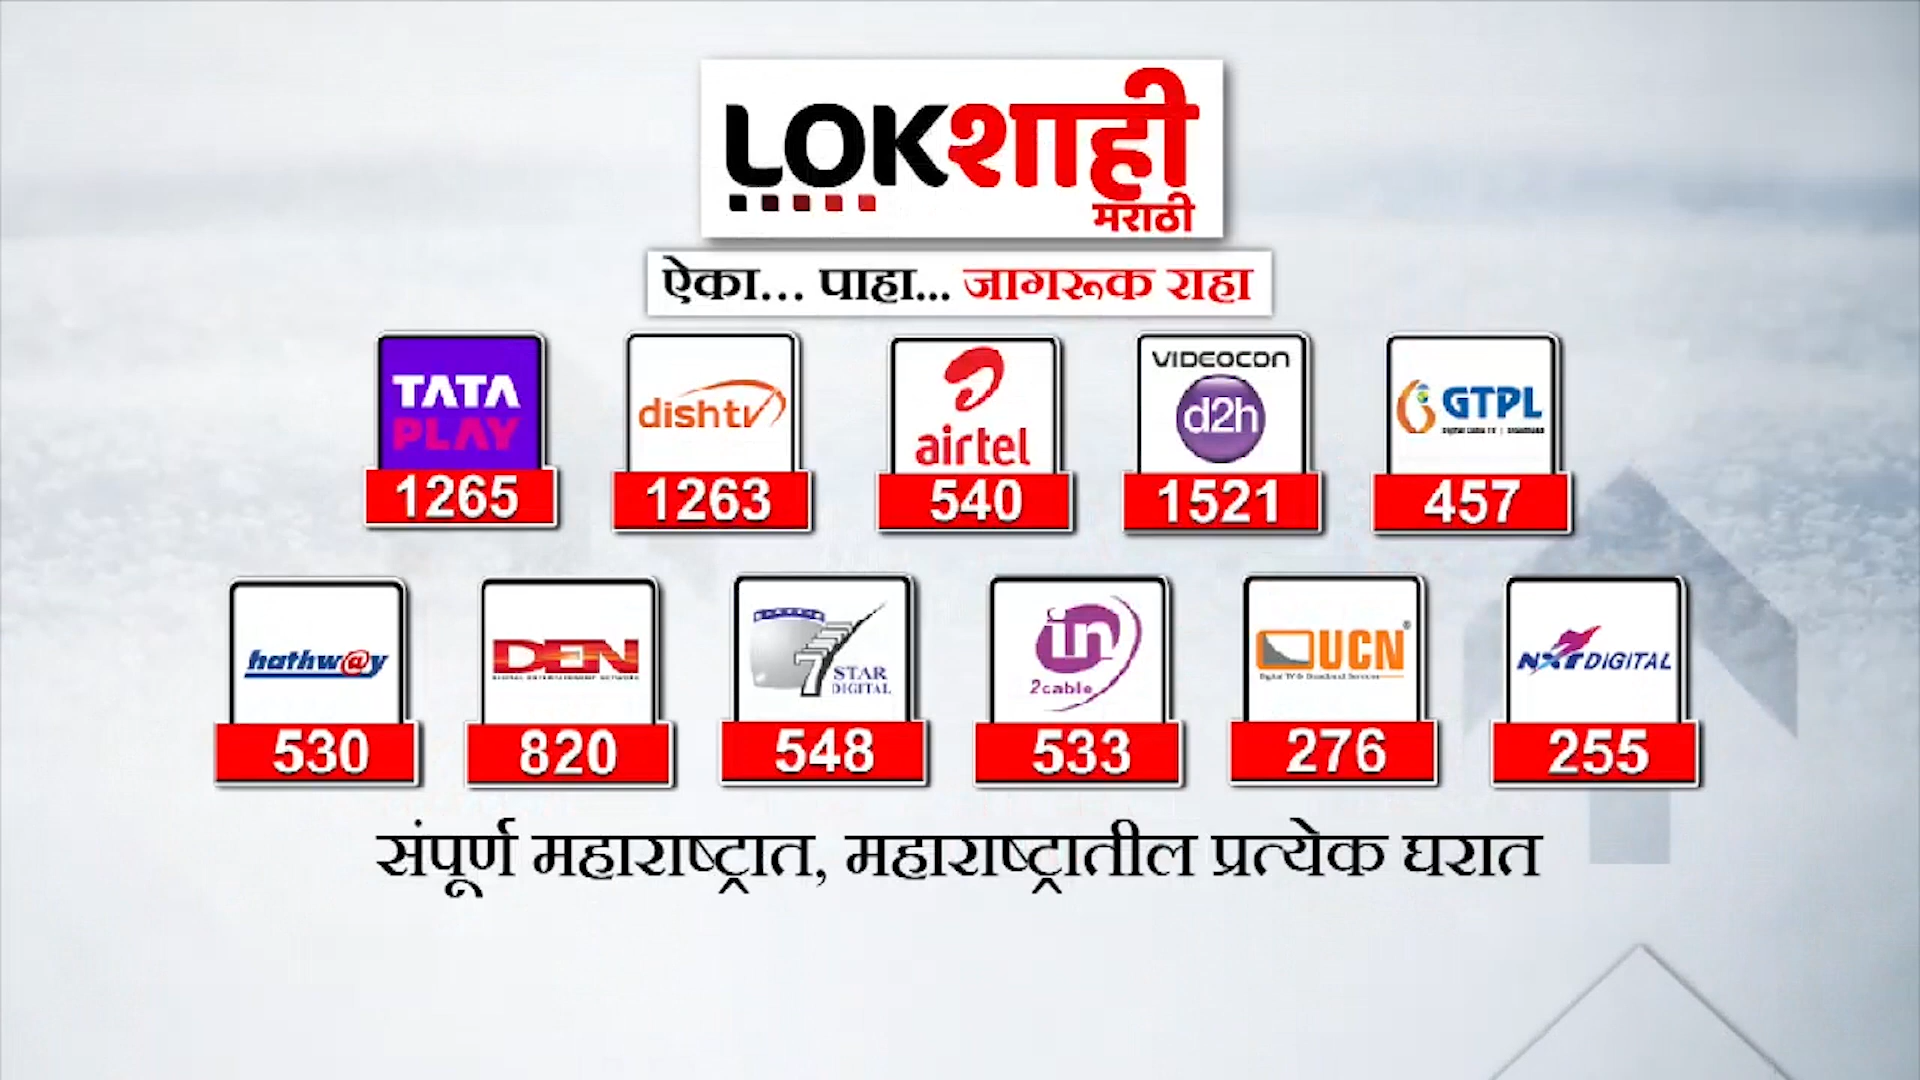 LOKशाही
मराठी
ऐका... पाहा... जागरूक राहा
TATA PLAY
dishtv
airtel
VIDEOCON d2h
GTPL
1265
1263
540
1521
457
hathw@y
DEN
7 STAR DIGITAL
in 2cable
UCN
NXTDIGITAL
530
820
548
533
276
255
संपूर्ण महाराष्ट्रात, महाराष्ट्रातील प्रत्येक घरात